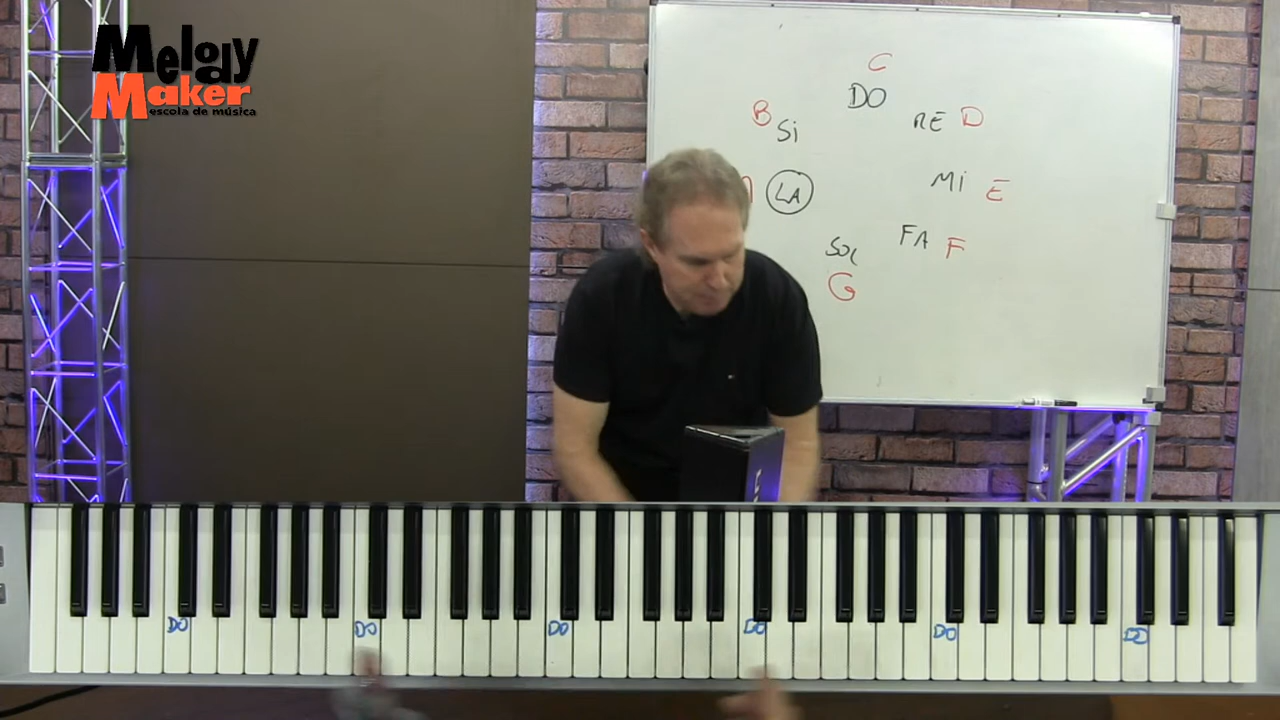 Melody
Maker
escola de música
C
DO
B
Si
RE D
LA
Mi E
FA F
SOL
G
DO
DO
DO
DO
DO
DO